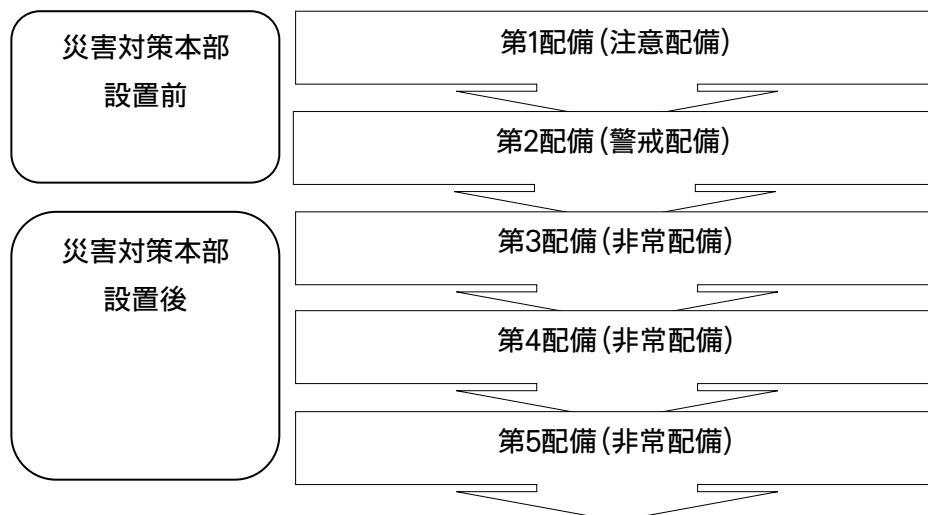 災害対策本部
設置前
第1配備(注意配備)
第2配備(警戒配備)
災害対策本部
設置後
第3配備(非常配備)
第4配備(非常配備)
第5配備(非常配備)